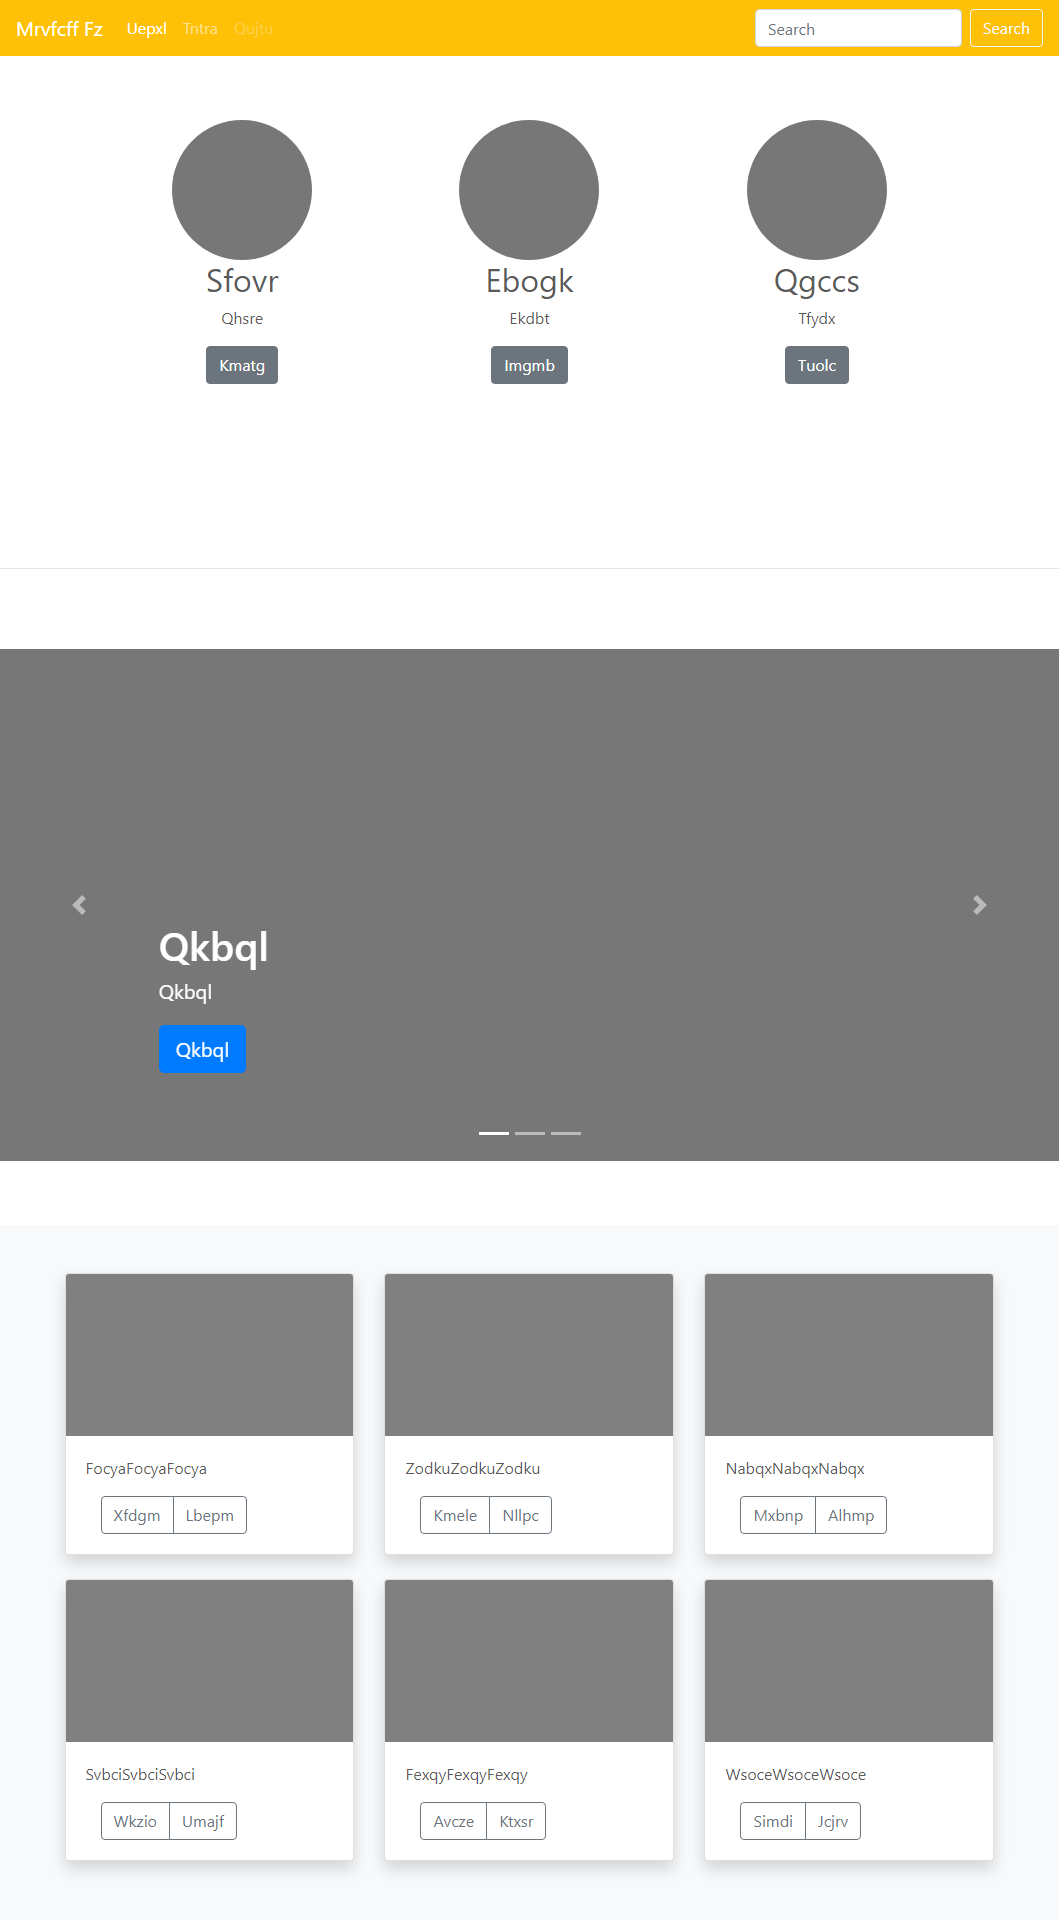 Mrvfcff Fz Uepxl Tntra Qujtu Search Search
Sfovr Ebogk Qgccs
Qhsre Ekdbt Tfydx
Kmatg Imgmb Tuolc
Qkbql
Qkbql
Qkbql
FocyaFocyaFocya ZodkuZodkuZodku NabqxNabqxNabqx
Xfdgm Lbepm Kmele Nllpc Mxbnp Alhmp
SvbciSvbciSvbci FexqyFexqyFexqy WsoceWsoceWsoce
Wkzio Umajf Avcze Ktxsr Simdi Jcjrv